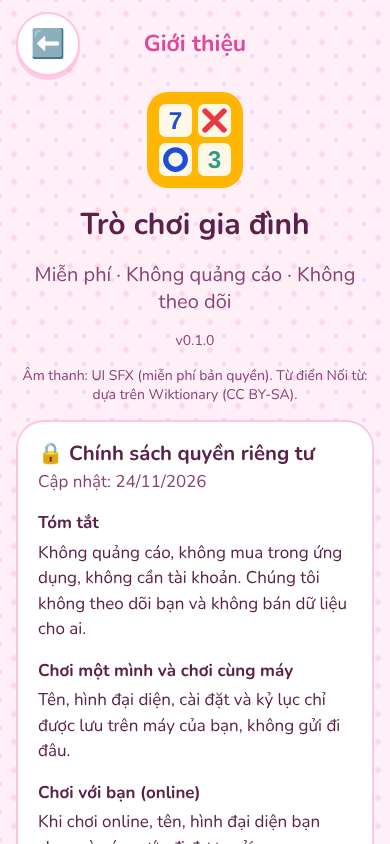 Giới thiệu
7
3
Trò chơi gia đình
Miễn phí · Không quảng cáo · Không
theo dõi
v0.1.0
Âm thanh: UI SFX (miễn phí bản quyền). Từ điển Nối từ:
dựa trên Wiktionary (CC BY-SA).
🔒 Chính sách quyền riêng tư
Cập nhật: 24/11/2026
Tóm tắt
Không quảng cáo, không mua trong ứng
dụng, không cần tài khoản. Chúng tôi
không theo dõi bạn và không bán dữ liệu
cho ai.
Chơi một mình và chơi cùng máy
Tên, hình đại diện, cài đặt và kỷ lục chỉ
được lưu trên máy của bạn, không gửi đi
đâu.
Chơi với bạn (online)
Khi chơi online, tên, hình đại diện bạn